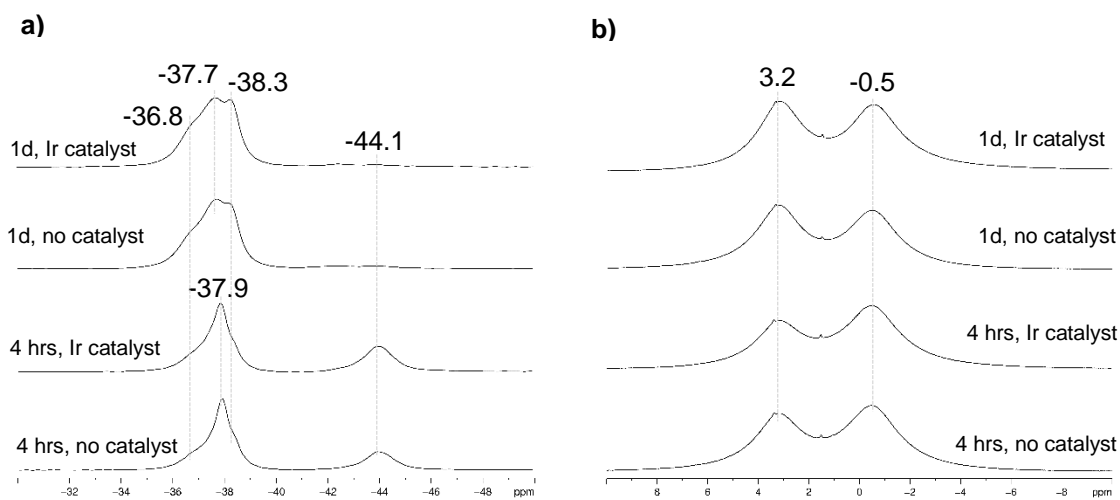 a)
-37.7
-38.3
-36.8
-44.1
1d, Ir catalyst
1d, no catalyst
-37.9
4 hrs, Ir catalyst
4 hrs, no catalyst
−32 −34 −36 −38 −40 −42 −44 −46 −48 ppm
b)
3.2 -0.5
1d, Ir catalyst
1d, no catalyst
4 hrs, Ir catalyst
4 hrs, no catalyst
8 6 4 2 0 −2 −4 −6 −8 ppm